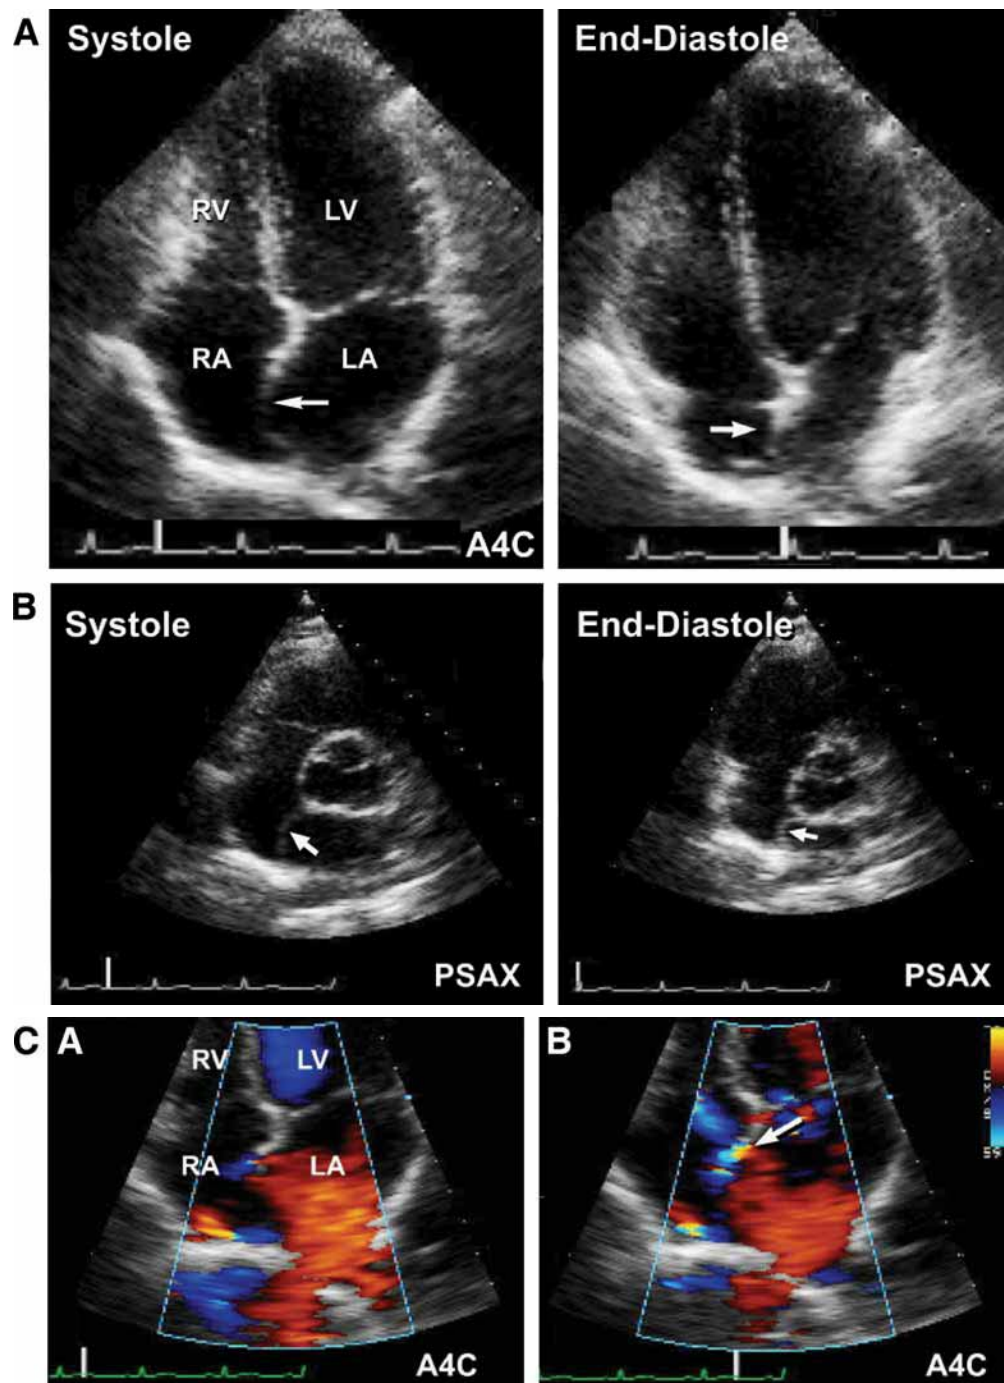 A
Systole
End-Diastole
RV
LV
RA
LA
A4C
B
Systole
End-Diastole
PSAX
PSAX
C
A
B
RV
LV
RA
LA
A4C
A4C